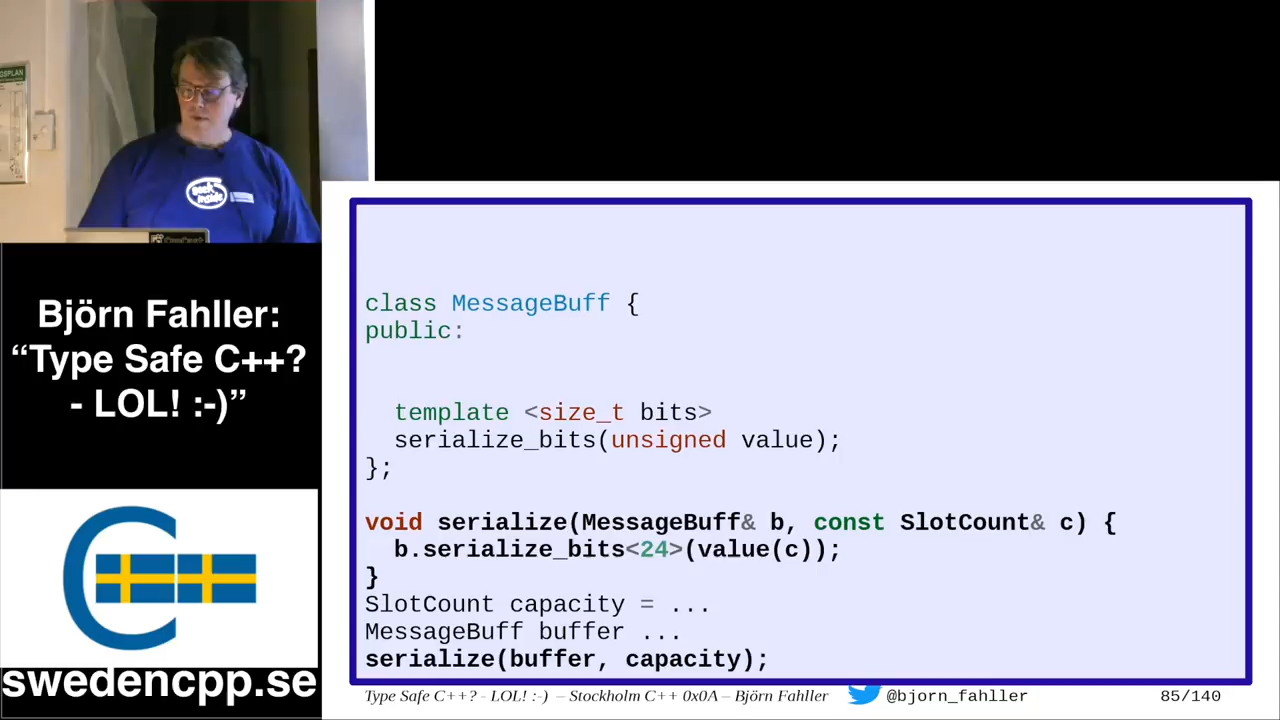 GSPLAN
class MessageBuff {
public:
template <size_t bits>
serialize_bits(unsigned value);
};
void serialize(MessageBuff& b, const SlotCount& c) {
b.serialize_bits<24>(value(c));
}
SlotCount capacity = ...
MessageBuff buffer ...
serialize(buffer, capacity);
Type Safe C++? - LOL! :-) – Stockholm C++ 0x0A – Björn Fahller
@bjorn_fahller
85/140
Björn Fahller:
“Type Safe C++?
- LOL! :-)”
swedencpp.se